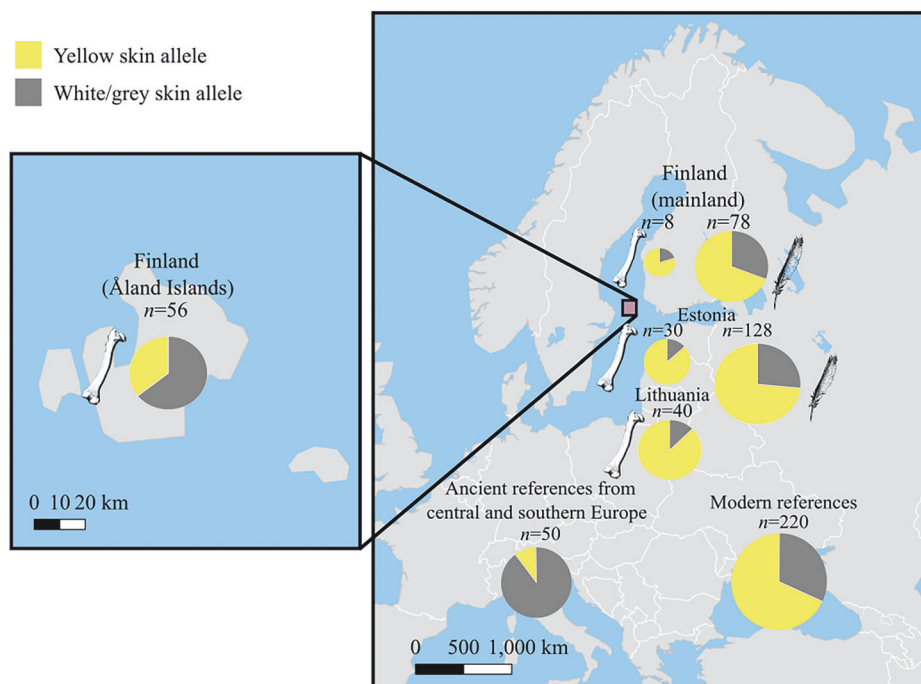 Yellow skin allele
White/grey skin allele
Finland
(Åland Islands)
n=56
0 10 20 km
Finland
(mainland)
n=8 n=78
Estonia
n=30 n=128
Lithuania
n=40
Ancient references from
central and southern Europe
n=50
Modern references
n=220
0 500 1,000 km